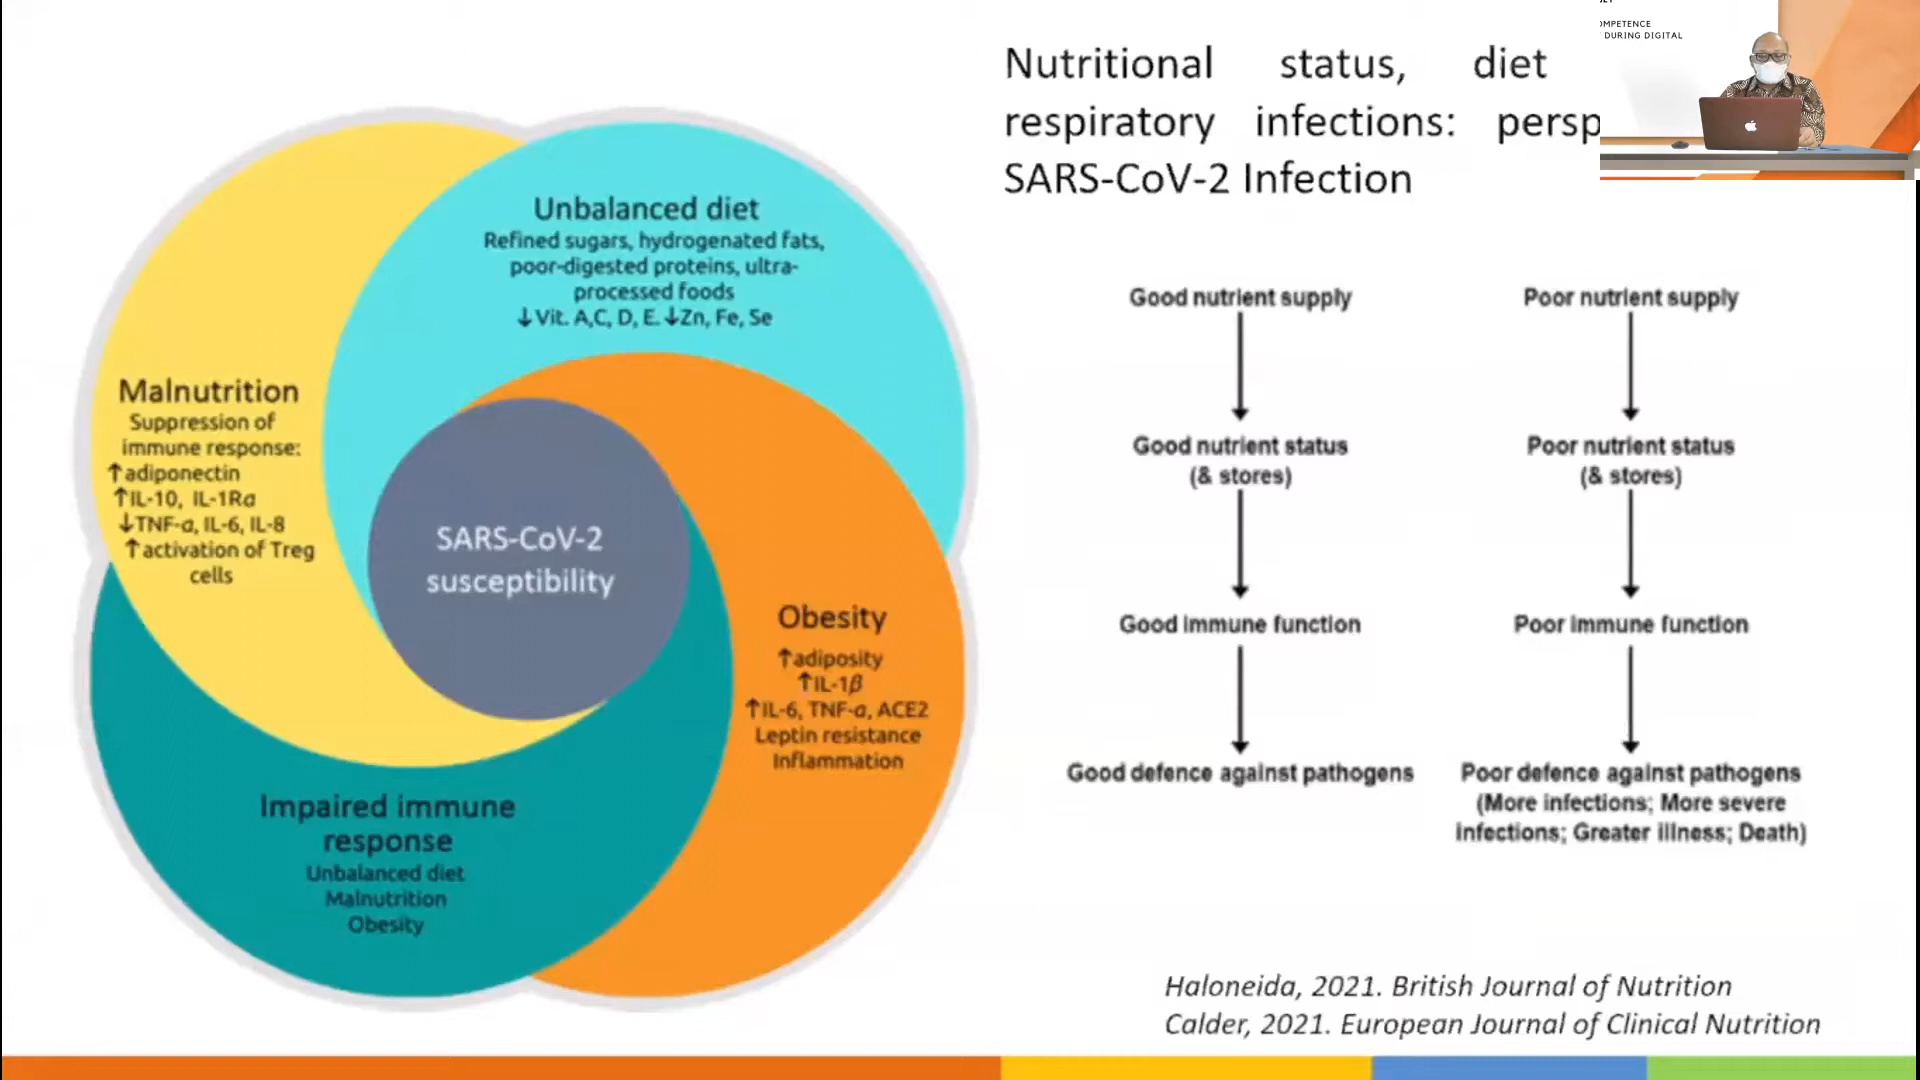 OMPETENCE
DURING DIGITAL
Nutritional status, diet
respiratory infections: persp
SARS-CoV-2 Infection
Unbalanced diet
Refined sugars, hydrogenated fats,
poor-digested proteins, ultra-
processed foods
↓Vit. A,C, D, E.↓Zn, Fe, Se
Malnutrition
Suppression of
immune response:
↑adiponectin
↑IL-10, IL-1Rα
↓TNF-α, IL-6, IL-8
↑activation of Treg
cells
SARS-CoV-2
susceptibility
Obesity
↑adiposity
↑IL-1β
↑IL-6, TNF-α, ACE2
Leptin resistance
Inflammation
Impaired immune
response
Unbalanced diet
Malnutrition
Obesity
Good nutrient supply
Good nutrient status
(& stores)
Good immune function
Good defence against pathogens
Poor nutrient supply
Poor nutrient status
(& stores)
Poor immune function
Poor defence against pathogens
(More infections; More severe
infections; Greater illness; Death)
Haloneida, 2021. British Journal of Nutrition
Calder, 2021. European Journal of Clinical Nutrition